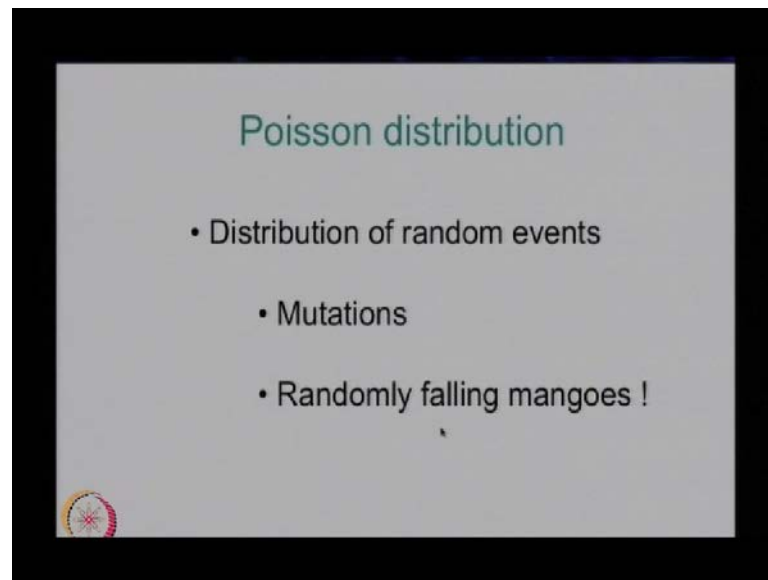 Poisson distribution
• Distribution of random events
• Mutations
• Randomly falling mangoes !